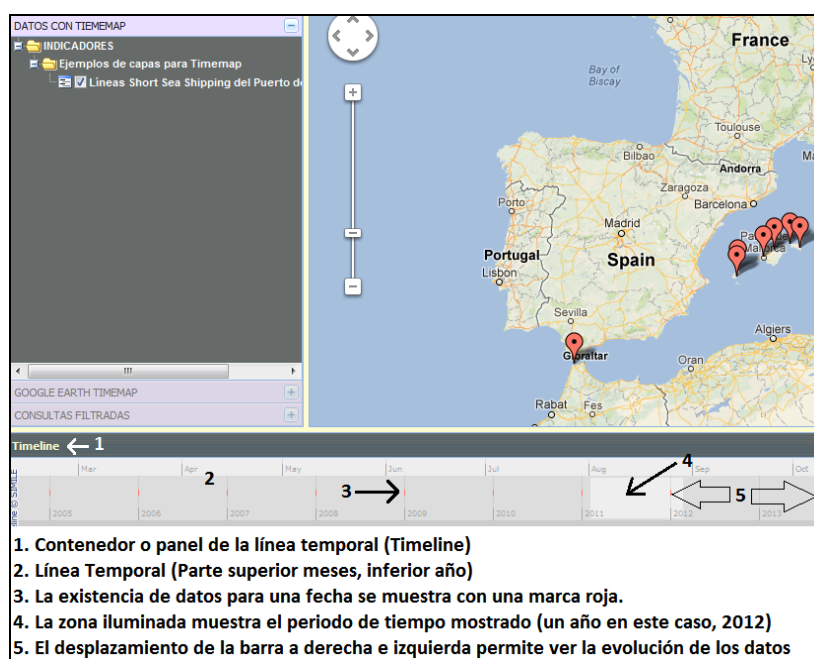 DATOS CON TIEMEMAP
INDICADORES
Ejemplos de capas para Timemap
Líneas Short Sea Shipping del Puerto de
GOOGLE EARTH TIMEMAP
CONSULTAS FILTRADAS
France
Bay of
Biscay
Toulouse
Bilbao
Andorra
Zaragoza
Porto
Barcelona
Madrid
Portugal
Spain
Lisbon
Sevilla
Gibraltar
Algiers
Oran
Rabat
Fes
Timeline 1
Mar Apr May Jun Jul Aug Sep Oct
2 3 4 5
2005 2006 2007 2008 2009 2010 2011 2012 2013
© SIMILE
1. Contenedor o panel de la línea temporal (Timeline)
2. Línea Temporal (Parte superior meses, inferior año)
3. La existencia de datos para una fecha se muestra con una marca roja.
4. La zona iluminada muestra el periodo de tiempo mostrado (un año en este caso, 2012)
5. El desplazamiento de la barra a derecha e izquierda permite ver la evolución de los datos